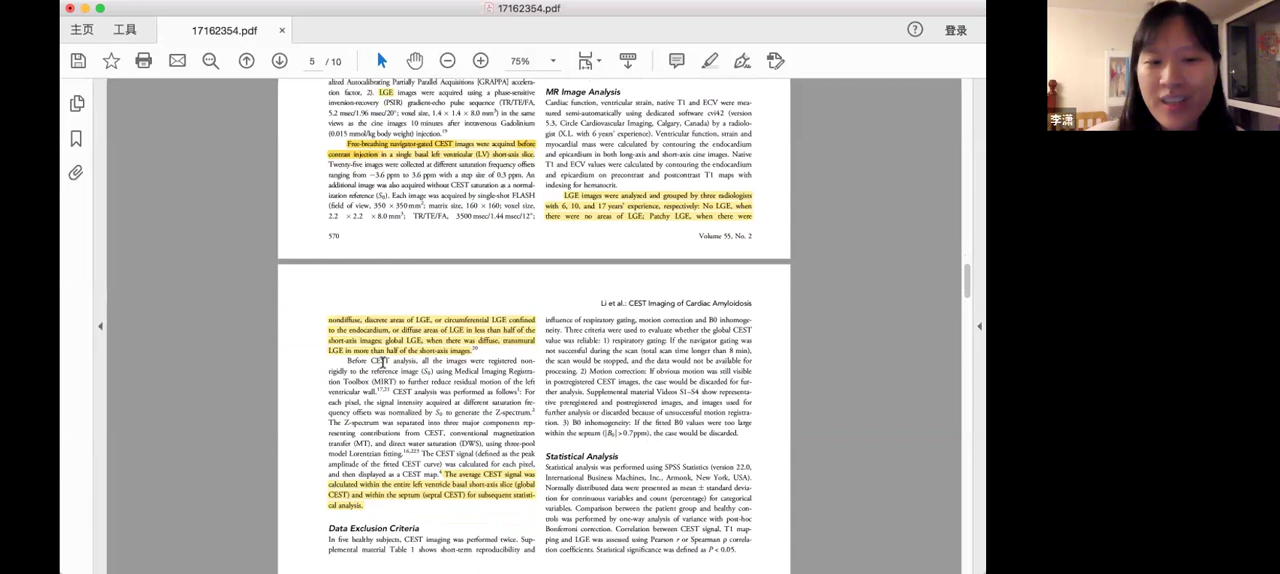 17162354.pdf
主页
工具
17162354.pdf
×
登录
5 / 10
75%
alized Autocalibrating Partially Parallel Acquisitions [GRAPPA] accelera-
tion factor, 2). LGE images were acquired using a phase-sensitive
inversion-recovery (PSIR) gradient-echo pulse sequence (TR/TE/FA,
5.2 msec/1.96 msec/20°; voxel size, 1.4 × 1.4 × 8.0 mm³) in the same
views as the cine images 10 minutes after intravenous Gadolinium
(0.015 mmol/kg body weight) injection.19
Free-breathing navigator-gated CEST images were acquired before
contrast injection in a single basal left ventricular (LV) short-axis slice.
Twenty-five images were collected at different saturation frequency offsets
ranging from −3.6 ppm to 3.6 ppm with a step size of 0.3 ppm. An
additional image was also acquired without CEST saturation as a normal-
ization reference (S0). Each image was acquired by single-shot FLASH
(field of view, 350 × 350 mm²; matrix size, 160 × 160; voxel size,
2.2 × 2.2 × 8.0 mm³; TR/TE/FA, 3500 msec/1.44 msec/12°;
MR Image Analysis
Cardiac function, ventricular strain, native T1 and ECV were mea-
sured semi-automatically using dedicated software cvi42 (version
5.3, Circle Cardiovascular Imaging, Calgary, Canada) by a radiolo-
gist (X.L. with 6 years' experience). Ventricular function, strain and
myocardial mass were calculated by contouring the endocardium
and epicardium in both long-axis and short-axis cine images. Native
T1 and ECV values were calculated by contouring the endocardium
and epicardium on precontrast and postcontrast T1 maps with
indexing for hematocrit.
LGE images were analyzed and grouped by three radiologists
with 6, 10, and 17 years' experience, respectively: No LGE, when
there were no areas of LGE; Patchy LGE, when there were
570
Volume 55, No. 2
Li et al.: CEST Imaging of Cardiac Amyloidosis
nondiffuse, discrete areas of LGE, or circumferential LGE confined
to the endocardium, or diffuse areas of LGE in less than half of the
short-axis images; global LGE, when there was diffuse, transmural
LGE in more than half of the short-axis images.20
Before CEST analysis, all the images were registered non-
rigidly to the reference image (S0) using Medical Imaging Registra-
tion Toolbox (MIRT) to further reduce residual motion of the left
ventricular wall.17,21 CEST analysis was performed as follows: For
each pixel, the signal intensity acquired at different saturation fre-
quency offsets was normalized by S0 to generate the Z-spectrum.2
The Z-spectrum was separated into three major components rep-
resenting contributions from CEST, conventional magnetization
transfer (MT), and direct water saturation (DWS), using three-pool
model Lorentzian fitting. The CEST signal (defined as the peak
amplitude of the fitted CEST curve) was calculated for each pixel,
and then displayed as a CEST map.4 The average CEST signal was
calculated within the entire left ventricle basal short-axis slice (global
CEST) and within the septum (septal CEST) for subsequent statisti-
cal analysis.
Data Exclusion Criteria
In five healthy subjects, CEST imaging was performed twice. Sup-
plemental material Table 1 shows short-term reproducibility and
influence of respiratory gating, motion correction and B0 inhomoge-
neity. Three criteria were used to evaluate whether the global CEST
value was reliable: 1) respiratory gating: If the navigator gating was
not successful during the scan (total scan time longer than 8 min),
the scan would be stopped, and the data would not be available for
processing. 2) Motion correction: If obvious motion was still visible
in postregistered CEST images, the case would be discarded for fur-
ther analysis. Supplemental material Videos S1–S4 show representa-
tive preregistered and postregistered images, and images used for
further analysis or discarded because of unsuccessful motion registra-
tion. 3) B0 inhomogeneity: If the fitted B0 values were too large
within the septum (|B0| > 0.7ppm), the case would be discarded.
Statistical Analysis
Statistical analysis was performed using SPSS Statistics (version 22.0,
International Business Machines, Inc., Armonk, New York, USA).
Normally distributed data were presented as mean ± standard devia-
tion for continuous variables and count (percentage) for categorical
variables. Comparison between the patient group and healthy con-
trols was performed by one-way analysis of variance with post-hoc
Bonferroni correction. Correlation between CEST signal, T1 map-
ping and LGE was assessed using Pearson r or Spearman ρ correla-
tion coefficients. Statistical significance was defined as P < 0.05.
李潇